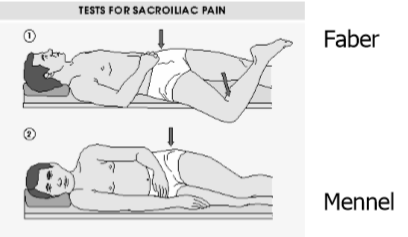 TESTS FOR SACROILIAC PAIN
1
Faber
2
Mennel